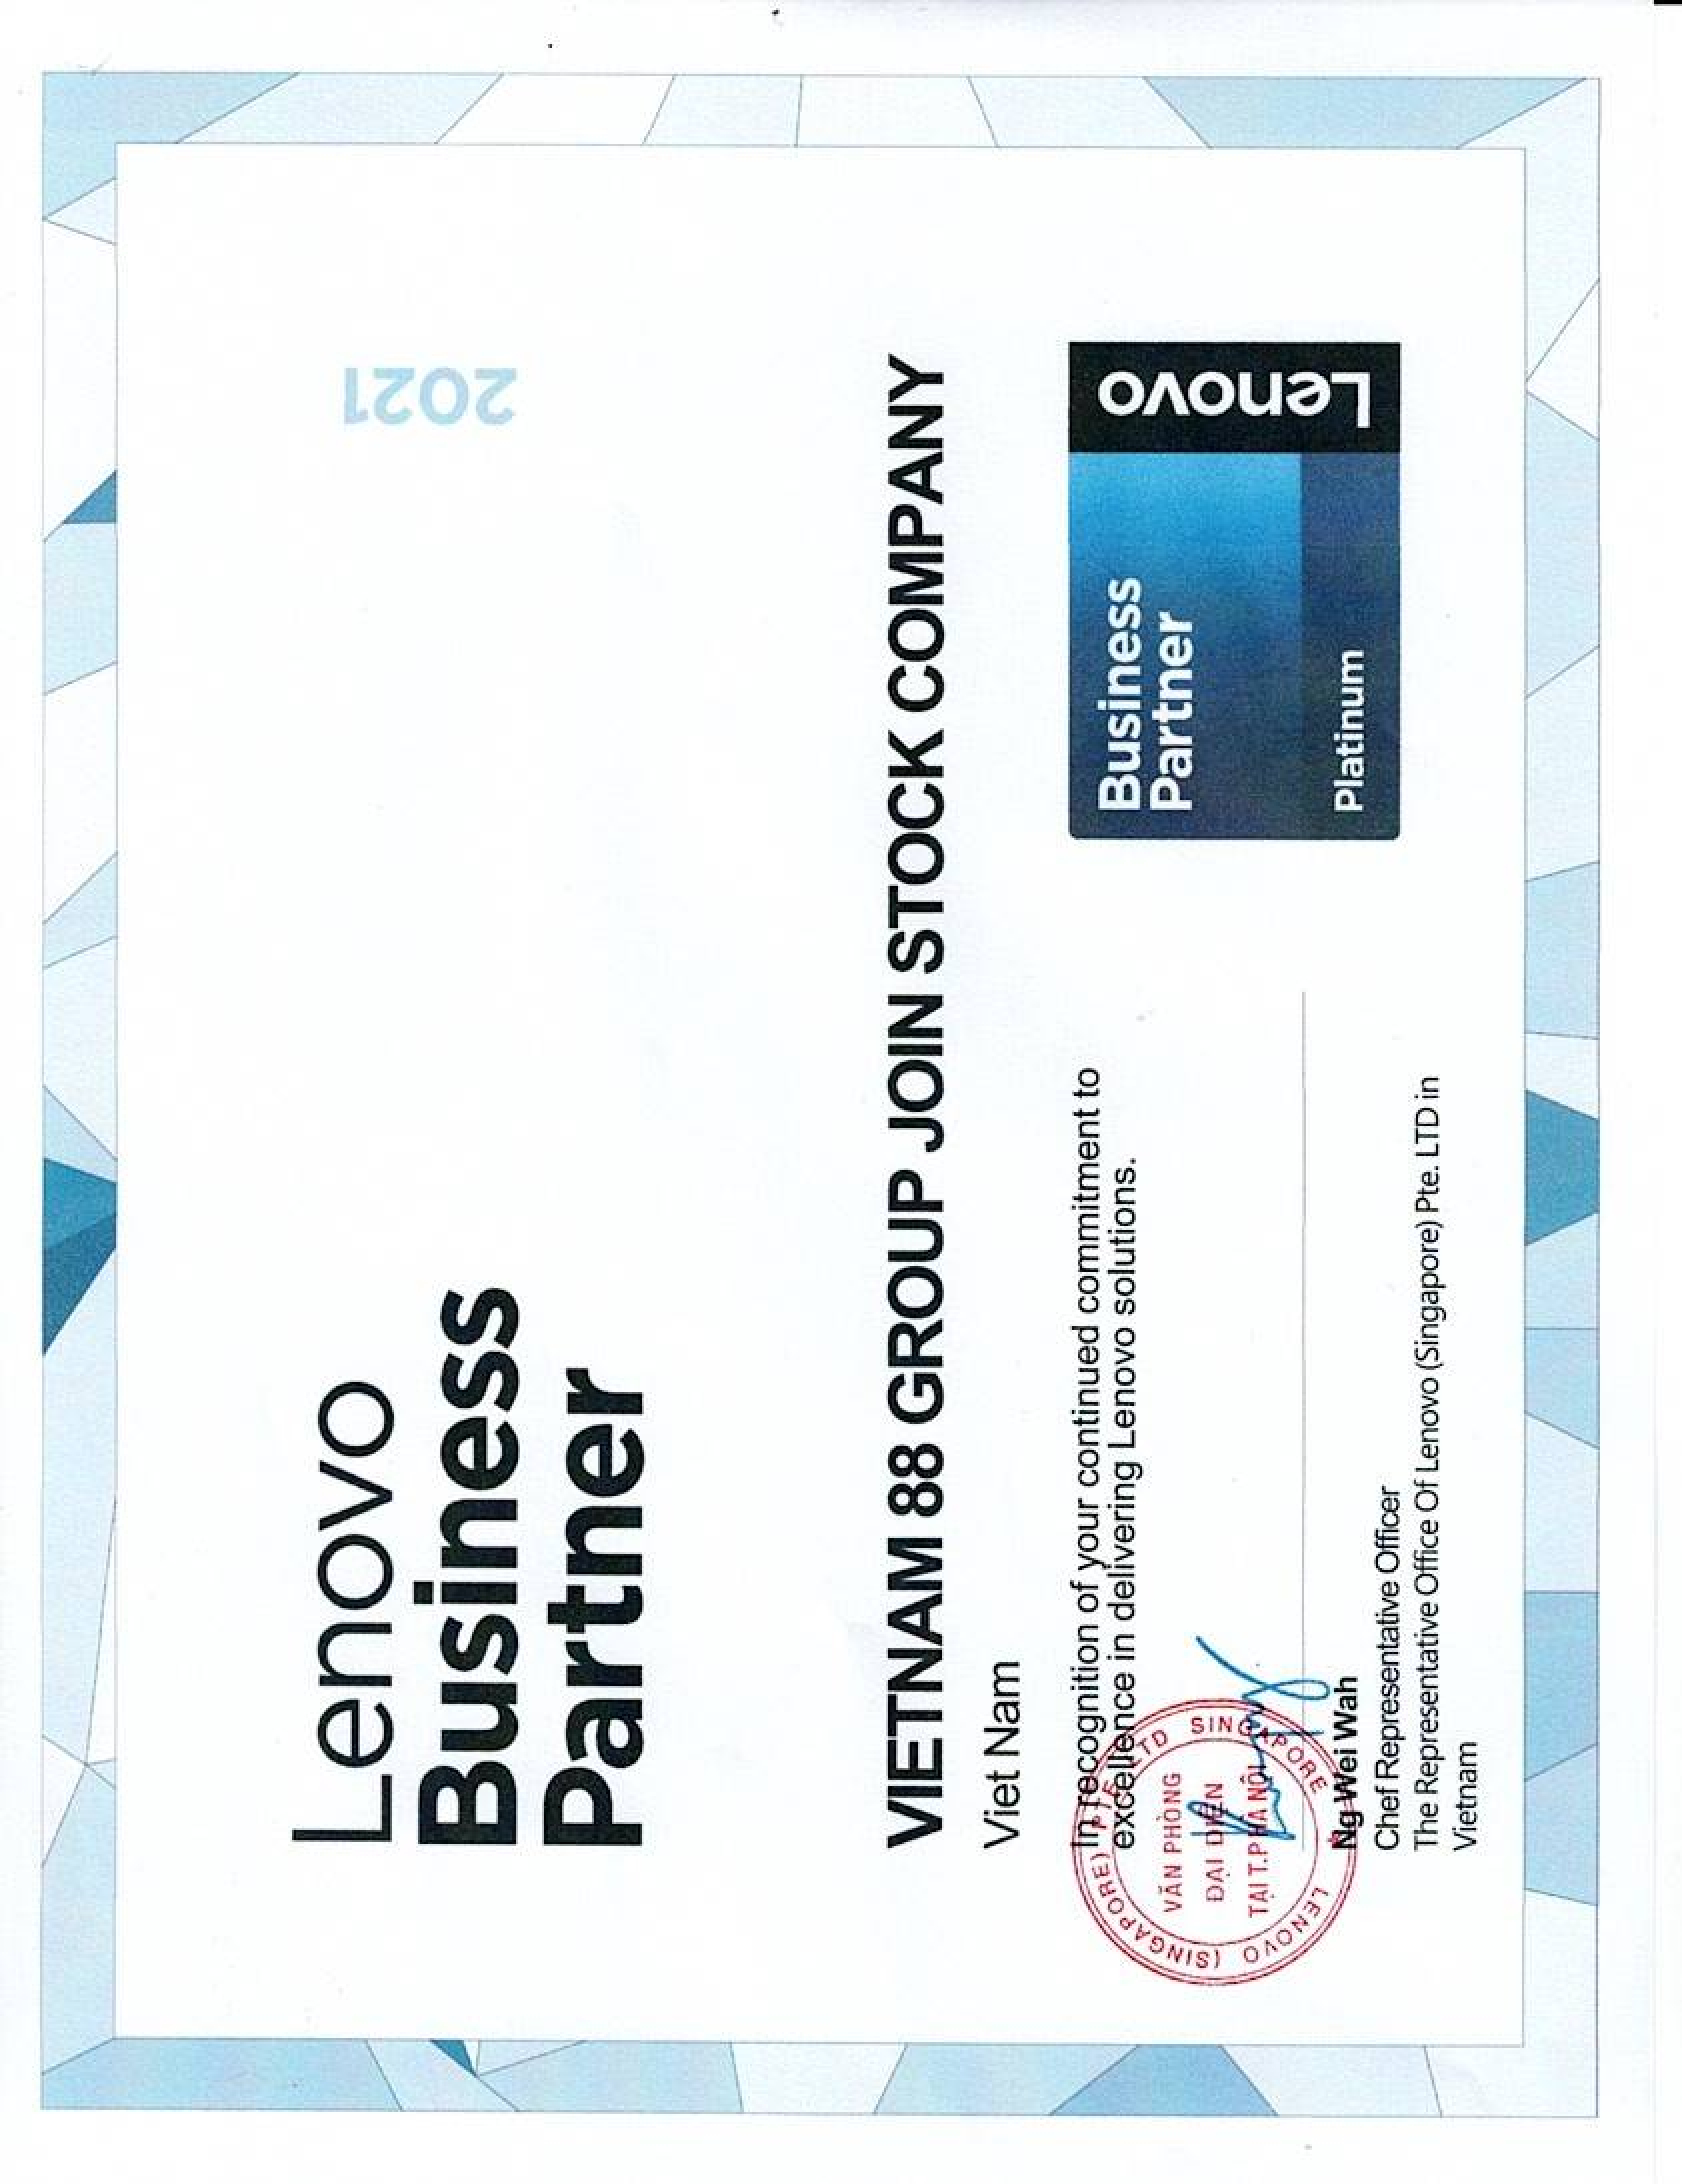 Lenovo
Business
Partner
2021
VIETNAM 88 GROUP JOIN STOCK COMPANY
Viet Nam
In recognition of your continued commitment to
excellence in delivering Lenovo solutions.
LENOVO (SINGAPORE) PTE LTD SINGAPORE
VĂN PHÒNG
ĐẠI DIỆN
TẠI T.P HÀ NỘI
Ng Wei Wah
Chef Representative Officer
The Representative Office Of Lenovo (Singapore) Pte. LTD in
Vietnam
Business
Partner
Platinum
Lenovo